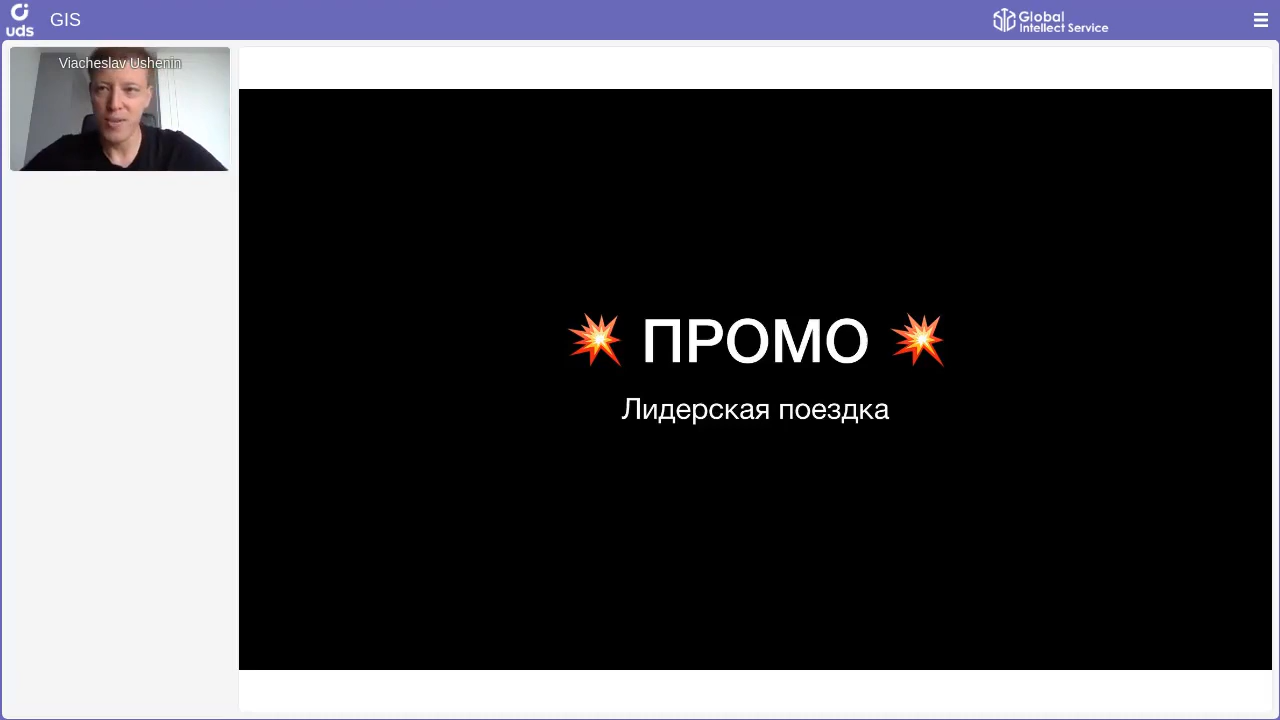 uds
GIS
Global
Intellect Service
Viacheslav Ushenin
💥 ПРОМО 💥
Лидерская поездка